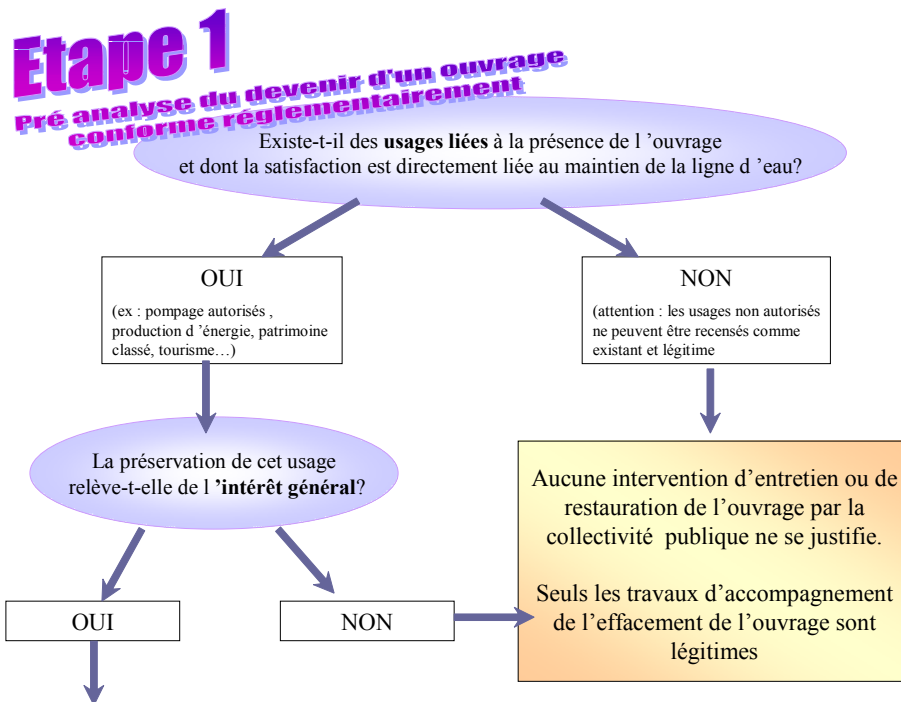 Etape 1
Pré analyse du devenir d'un ouvrage
conforme réglementairement
Existe-t-il des usages liées à la présence de l ’ouvrage
et dont la satisfaction est directement liée au maintien de la ligne d ’eau?
OUI
(ex : pompage autorisés ,
production d ’énergie, patrimoine
classé, tourisme…)
NON
(attention : les usages non autorisés
ne peuvent être recensés comme
existant et légitime
La préservation de cet usage
relève-t-elle de l ’intérêt général?
Aucune intervention d’entretien ou de
restauration de l’ouvrage par la
collectivité publique ne se justifie.
Seuls les travaux d’accompagnement
de l’effacement de l’ouvrage sont
légitimes
OUI
NON